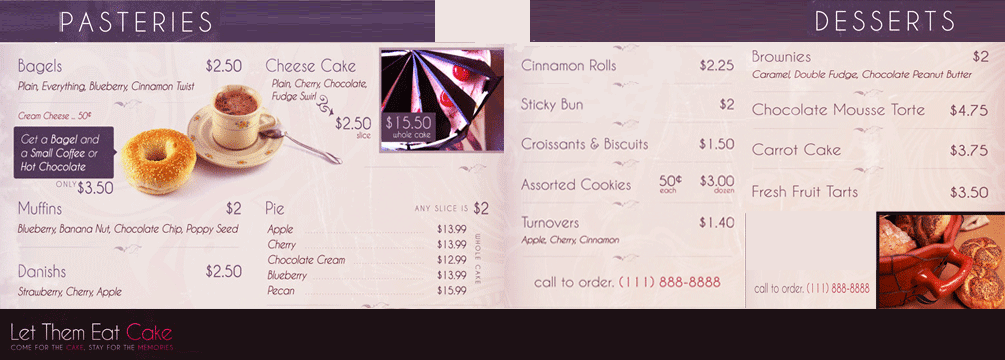 PASTERIES
Bagels $2.50
Plain, Everything, Blueberry, Cinnamon Twist
Cream Cheese ... 50¢
Get a Bagel and
a Small Coffee or
Hot Chocolate
ONLY $3.50
Muffins $2
Blueberry, Banana Nut, Chocolate Chip, Poppy Seed
Danishs $2.50
Strawberry, Cherry, Apple
Cheese Cake
Plain, Cherry, Chocolate,
Fudge Swirl
$2.50
slice
$15.50
whole cake
Pie ANY SLICE IS $2
Apple $13.99
Cherry $13.99
Chocolate Cream $12.99
Blueberry $13.99
Pecan $15.99
WHOLE CAKE
DESSERTS
Cinnamon Rolls $2.25
Sticky Bun $2
Croissants & Biscuits $1.50
Assorted Cookies 50¢ $3.00
each dozen
Turnovers $1.40
Apple, Cherry, Cinnamon
call to order. (111) 888-8888
Brownies $2
Caramel, Double Fudge, Chocolate Peanut Butter
Chocolate Mousse Torte $4.75
Carrot Cake $3.75
Fresh Fruit Tarts $3.50
call to order. (111) 888-8888
Let Them Eat Cake
COME FOR THE CAKE, STAY FOR THE MEMORIES